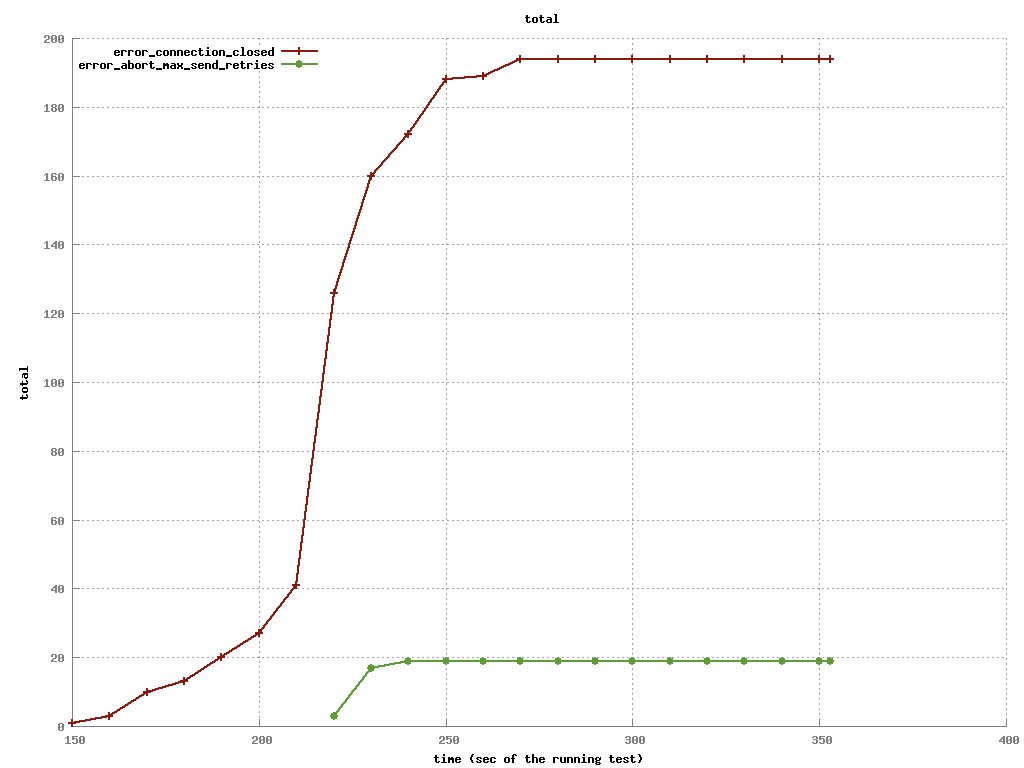 total
error_connection_closed
error_abort_max_send_retries
200
180
160
140
120
100
80
60
40
20
0
total
150 200 250 300 350 400
time (sec of the running test)